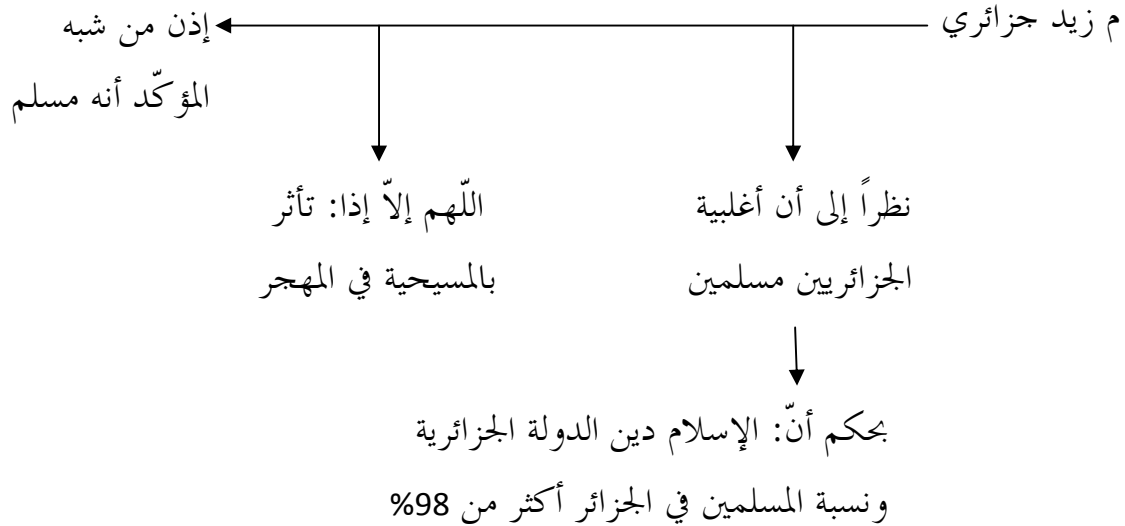 م زيد جزائري
إذن من شبه
المؤكّد أنه مسلم
نظراً إلى أن أغلبية
الجزائريين مسلمين
اللّهم إلاّ إذا: تأثر
بالمسيحية في المهجر
بحكم أنّ: الإسلام دين الدولة الجزائرية
ونسبة المسلمين في الجزائر أكثر من 98%